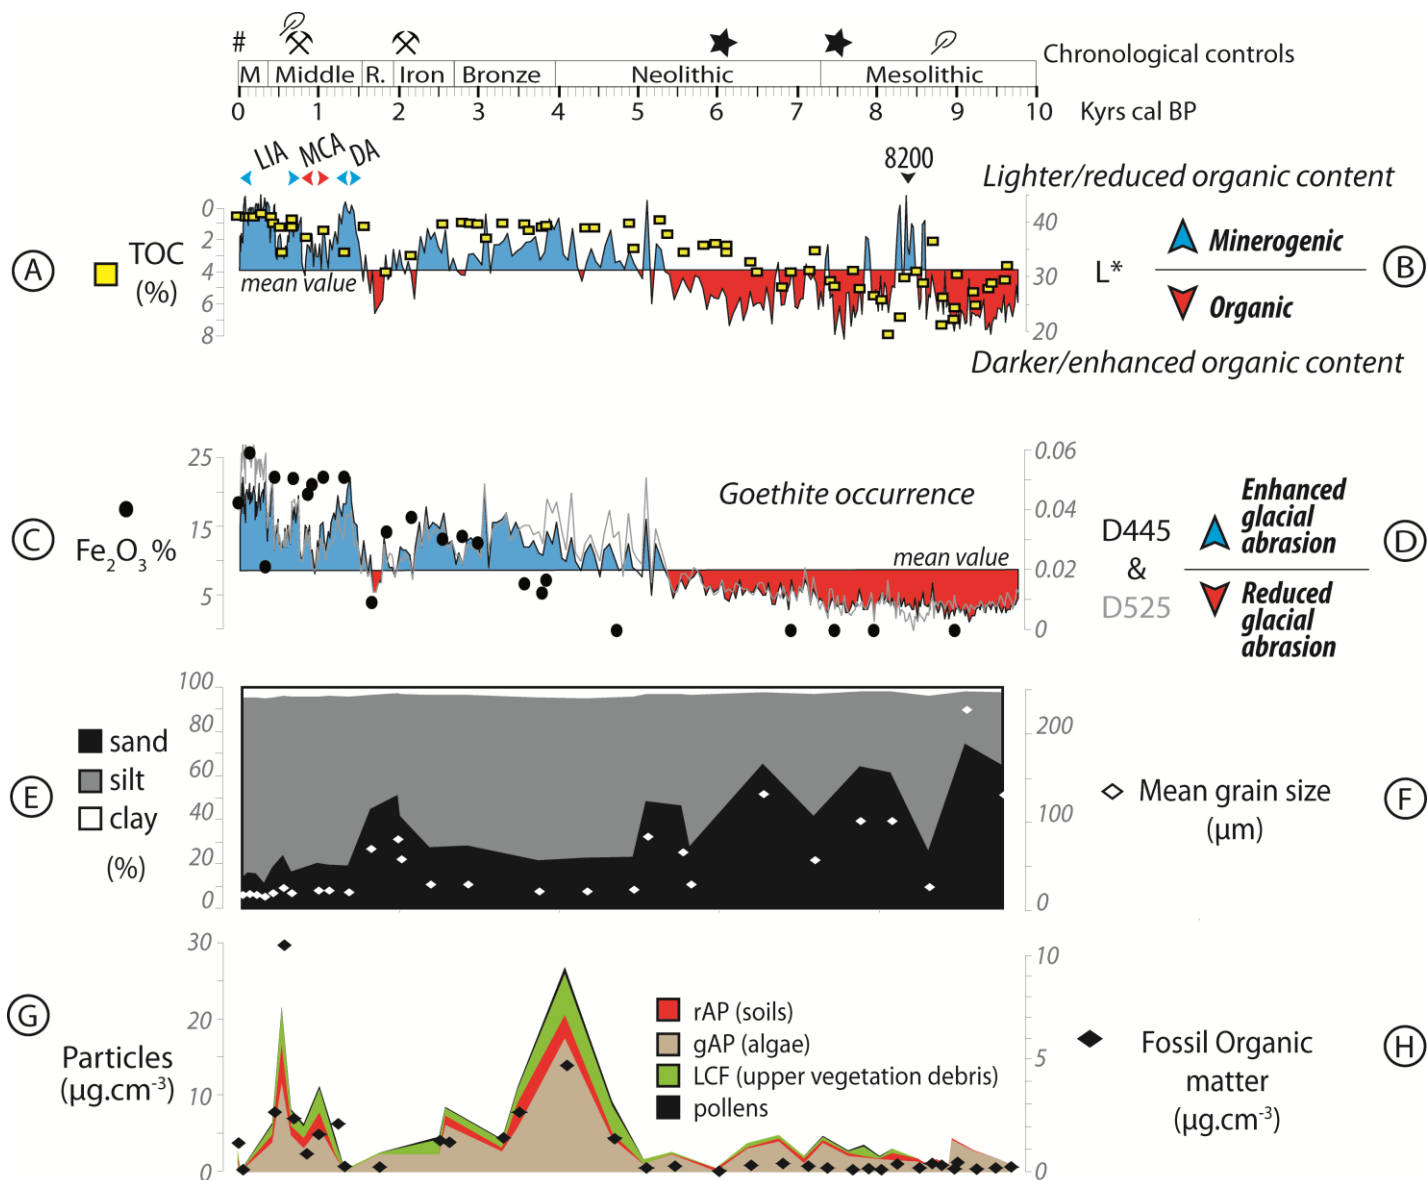 #
Chronological controls
M Middle R. Iron Bronze Neolithic Mesolithic
0 1 2 3 4 5 6 7 8 9 10 Kyrs cal BP
LIA MCA DA 8200
Lighter/reduced organic content
A
TOC
(%)
0
2
4
6
8
mean value
40
30
20
L*
Minerogenic
Organic
B
Darker/enhanced organic content
C
Fe2O3 %
25
15
5
Goethite occurrence
mean value
0.06
0.04
0.02
0
D445
&
D525
Enhanced
glacial
abrasion
Reduced
glacial
abrasion
D
E
sand
silt
clay
(%)
100
80
60
40
20
0
200
100
0
Mean grain size
(µm)
F
G
Particles
(µg.cm-3)
30
20
10
0
rAP (soils)
gAP (algae)
LCF (upper vegetation debris)
pollens
10
5
0
Fossil Organic
matter
(µg.cm-3)
H